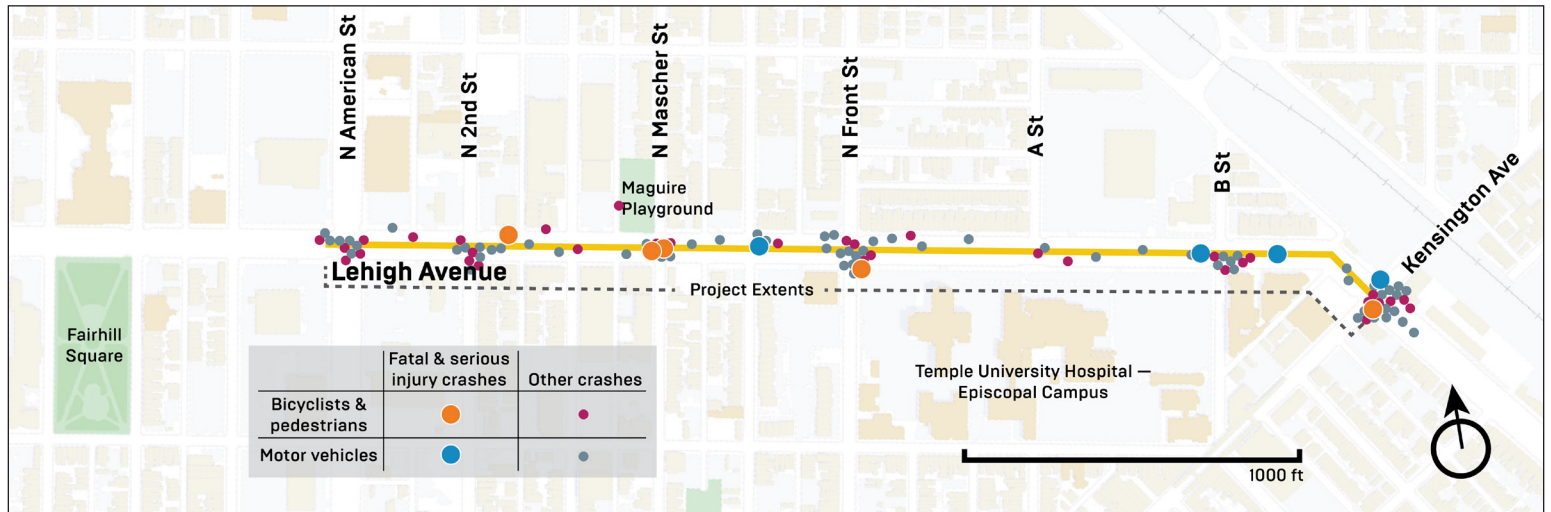 N American St
N 2nd St
N Mascher St
N Front St
A St
B St
Kensington Ave
Maguire
Playground
Lehigh Avenue
Project Extents
Fairhill
Square
Temple University Hospital —
Episcopal Campus
Fatal & serious
injury crashes
Other crashes
Bicyclists &
pedestrians
Motor vehicles
1000 ft